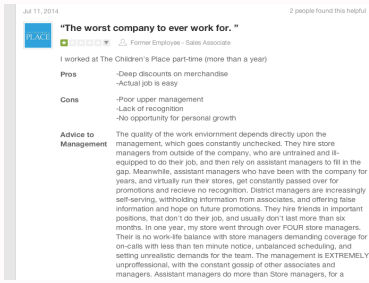 Jul 11, 2014
2 people found this helpful
PLACE
“The worst company to ever work for. ”
Former Employee - Sales Associate
I worked at The Children's Place part-time (more than a year)
Pros
-Deep discounts on merchandise
-Actual job is easy
Cons
-Poor upper management
-Lack of recognition
-No opportunity for personal growth
Advice to
Management
The quality of the work enviornment depends directly upon the
management, which goes constantly unchecked. They hire store
managers from outside of the company, who are untrained and ill-
equipped to do their job, and then rely on assistant managers to fill in the
gap. Meanwhile, assistant managers who have been with the company for
years, and virtually run their stores, get constantly passed over for
promotions and recieve no recognition. District managers are increasingly
self-serving, withholding information from associates, and offering false
information and hope on future promotions. They hire friends in important
positions, that don't do their job, and usually don't last more than six
months. In one year, my store went through over FOUR store managers.
Their is no work-life balance with store managers demanding coverage for
on-calls with less than ten minute notice, unbalanced scheduling, and
setting unrealistic demands for the team. The management is EXTREMELY
unprofessional, with the constant gossip of other associates and
managers. Assistant managers do more than Store managers, for a